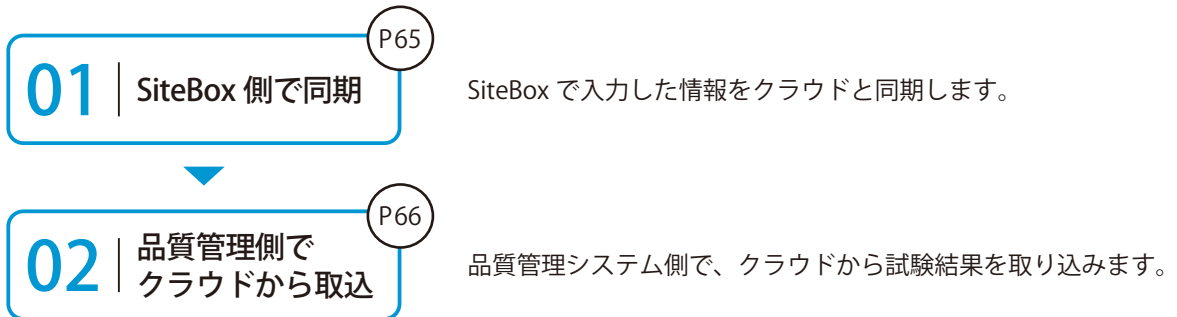 P65
01 SiteBox 側で同期
SiteBox で入力した情報をクラウドと同期します。
P66
02 品質管理側で
クラウドから取込
品質管理システム側で、クラウドから試験結果を取り込みます。